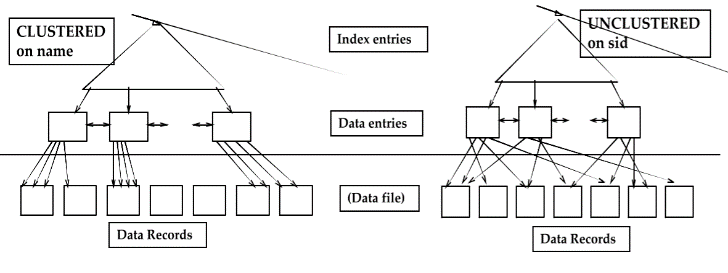 CLUSTERED
on name
Index entries
UNCLUSTERED
on sid
Data entries
(Data file)
Data Records
Data Records